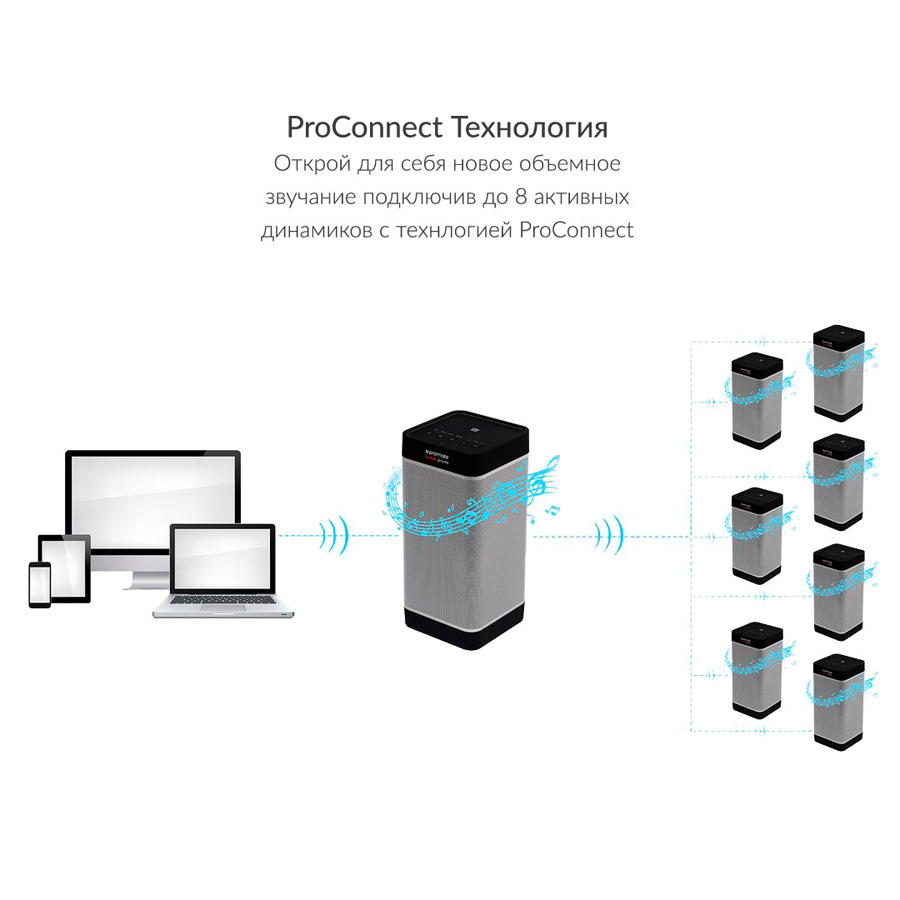 ProConnect Технология
Открой для себя новое объемное
звучание подключив до 8 активных
динамиков с технлогией ProConnect
promate